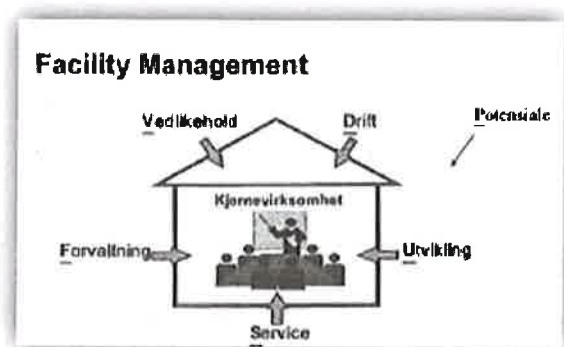 Facility Management
Vedlikehold
Drift
Potensiale
Kjernevirksomhet
Forvaltning
Utvikling
Service